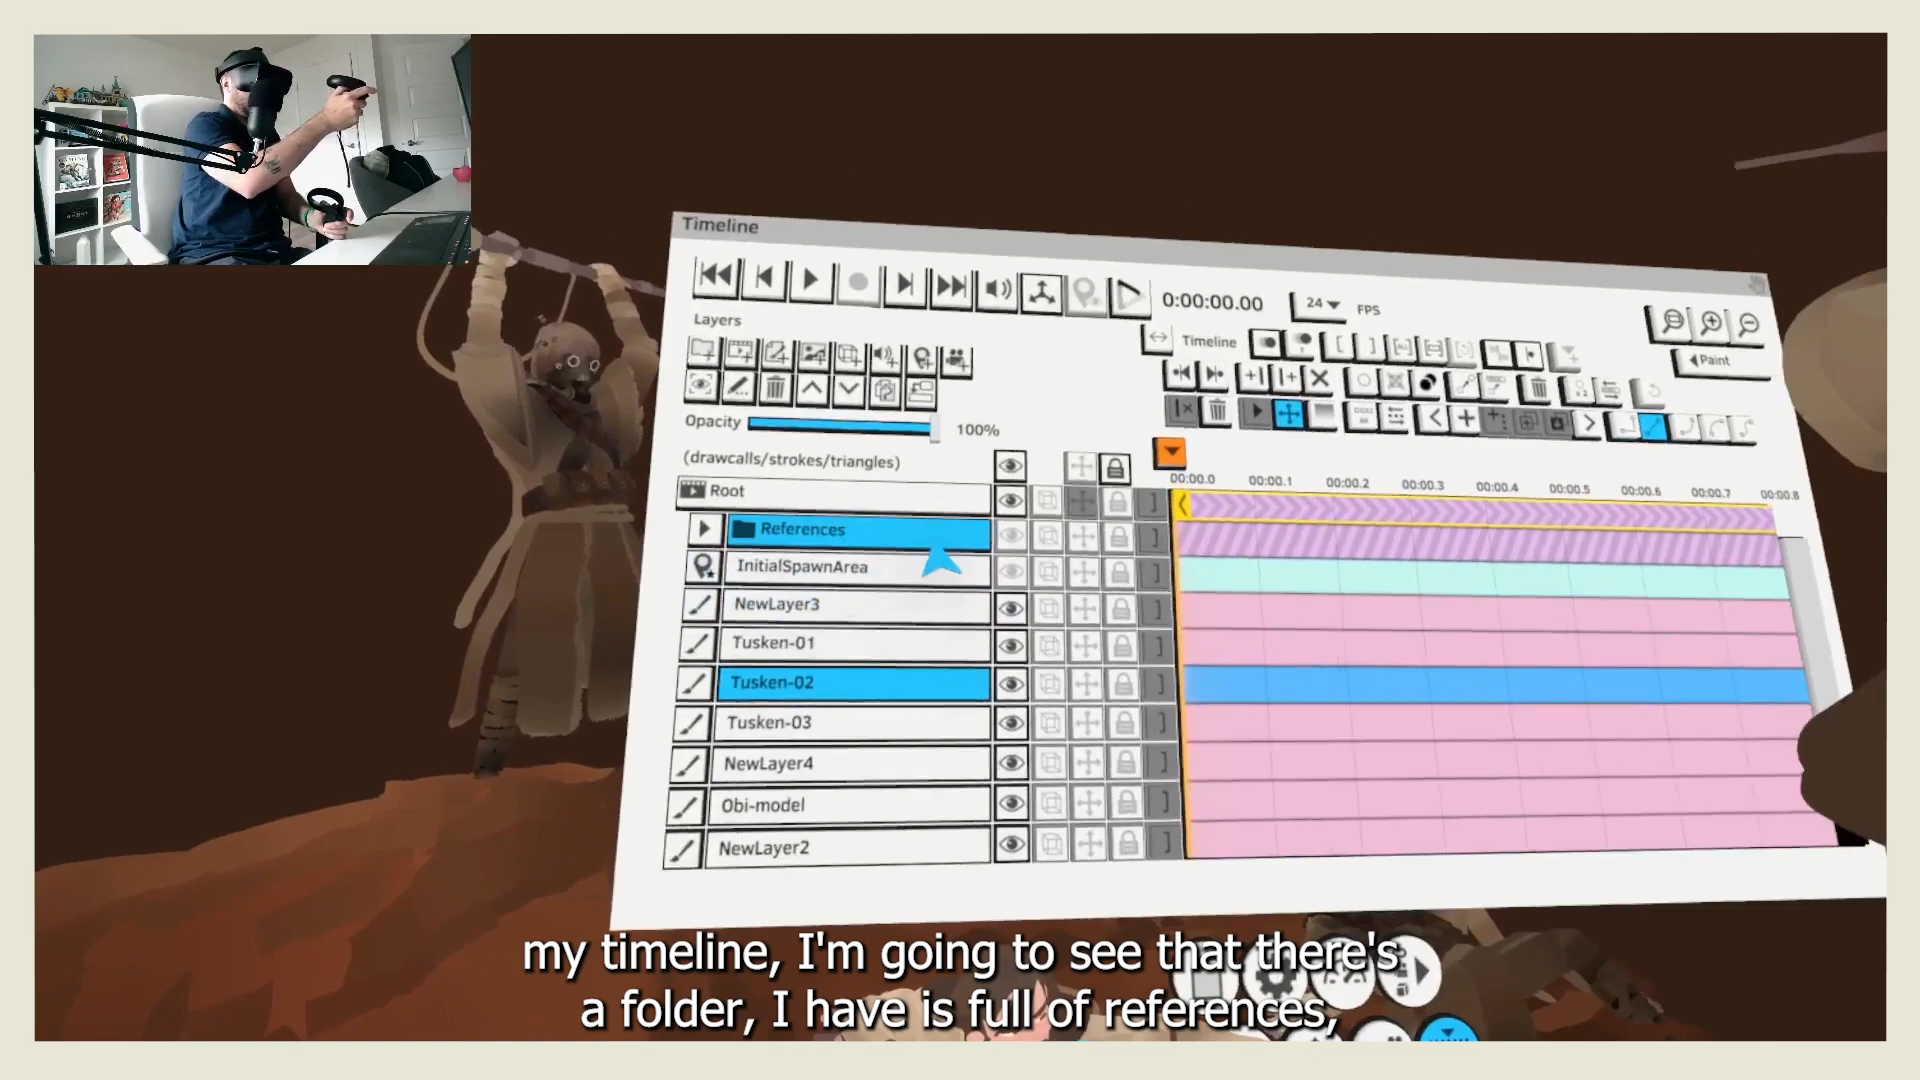 Timeline
0:00:00.00
24
FPS
Layers
Timeline
Paint
Opacity
100%
(drawcalls/strokes/triangles)
00:00.0
00:00.1
00:00.2
00:00.3
00:00.4
00:00.5
00:00.6
00:00.7
00:00.8
Root
References
InitialSpawnArea
NewLayer3
Tusken-01
Tusken-02
Tusken-03
NewLayer4
Obi-model
NewLayer2
my timeline, I'm going to see that there's
a folder, I have is full of references,